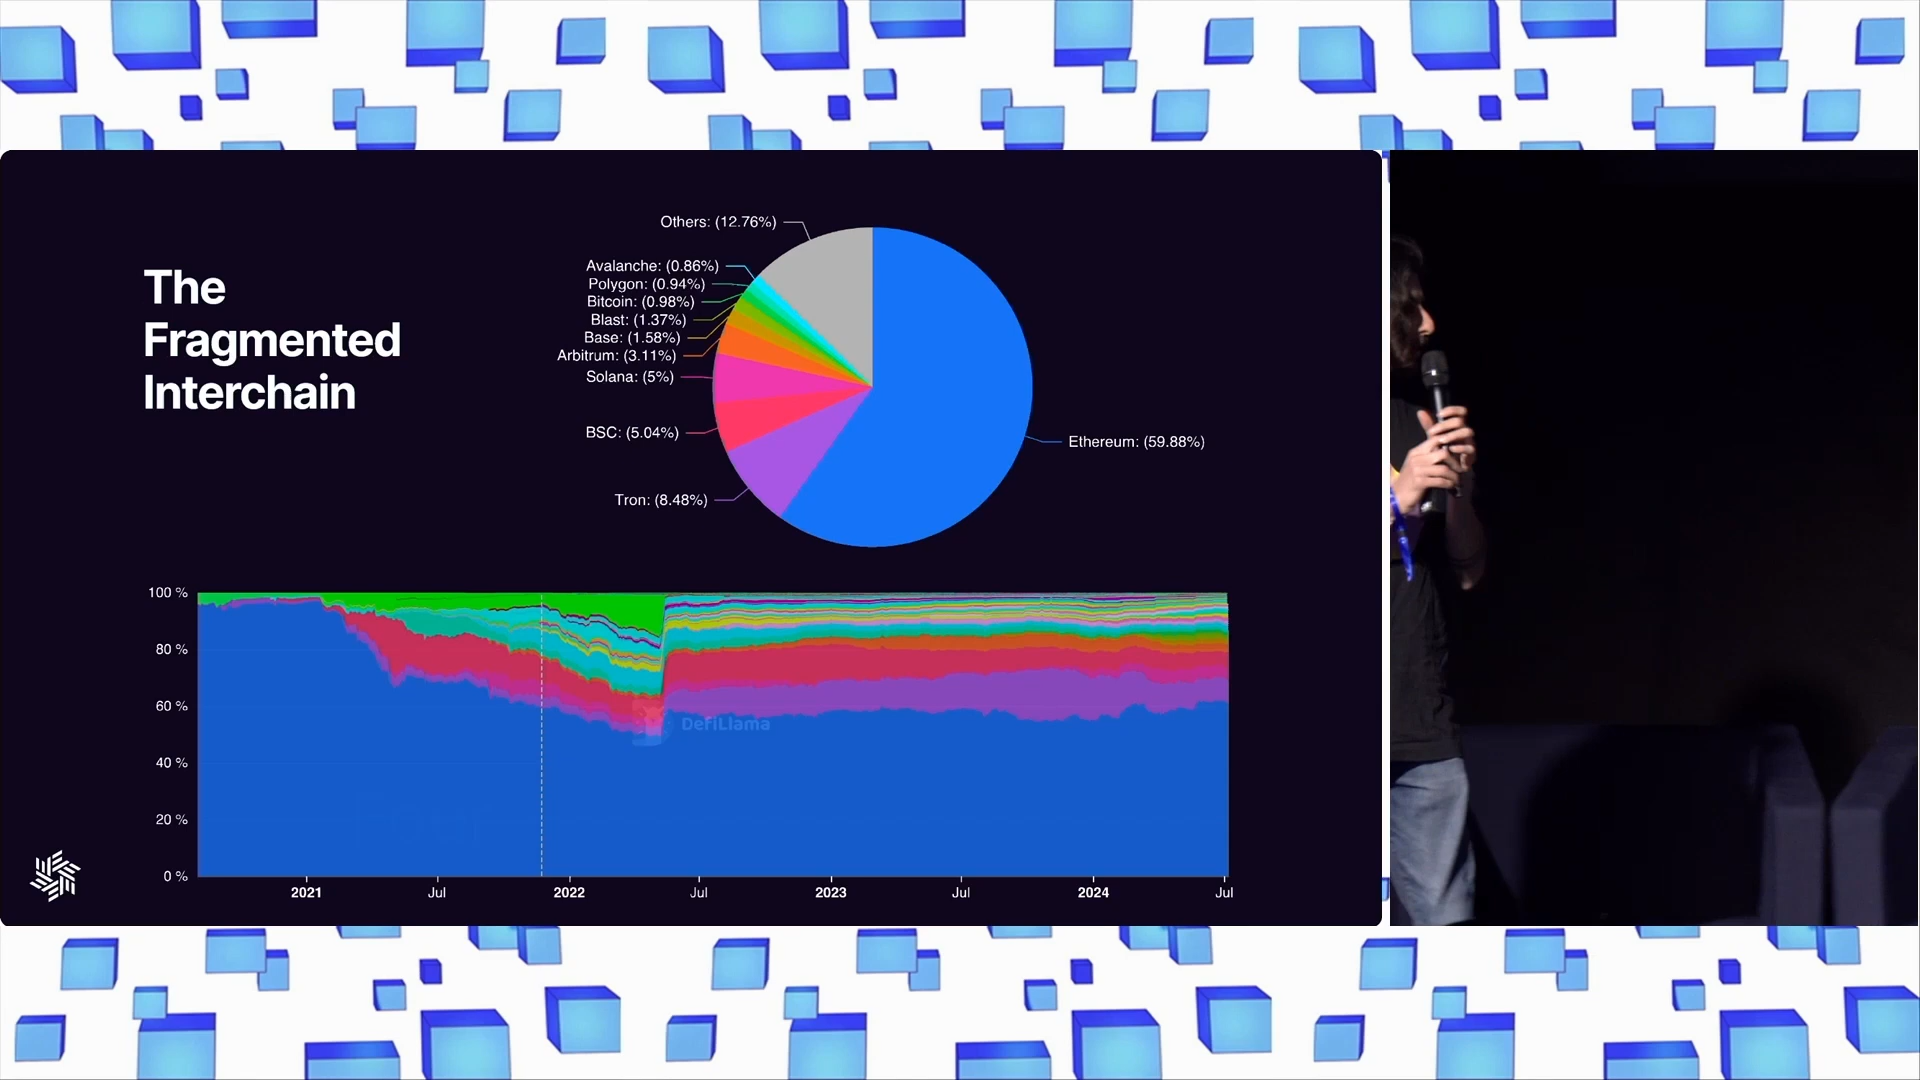 The
Fragmented
Interchain
Others: (12.76%)
Avalanche: (0.86%)
Polygon: (0.94%)
Bitcoin: (0.98%)
Blast: (1.37%)
Base: (1.58%)
Arbitrum: (3.11%)
Solana: (5%)
BSC: (5.04%)
Tron: (8.48%)
Ethereum: (59.88%)
100 %
80 %
60 %
40 %
20 %
0 %
DefiLlama
2021 Jul 2022 Jul 2023 Jul 2024 Jul